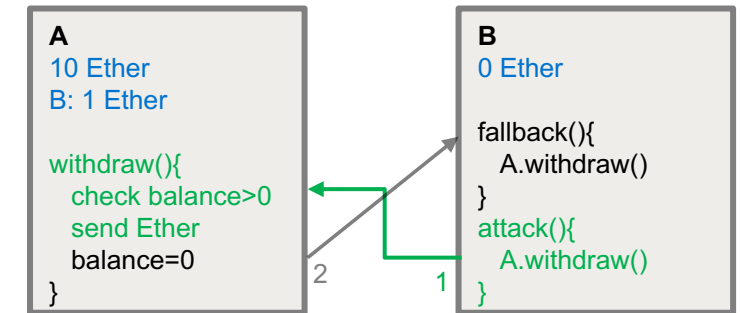 A
10 Ether
B: 1 Ether
withdraw(){
check balance>0
send Ether
balance=0
}
2
1
B
0 Ether
fallback(){
A.withdraw()
}
attack(){
A.withdraw()
}